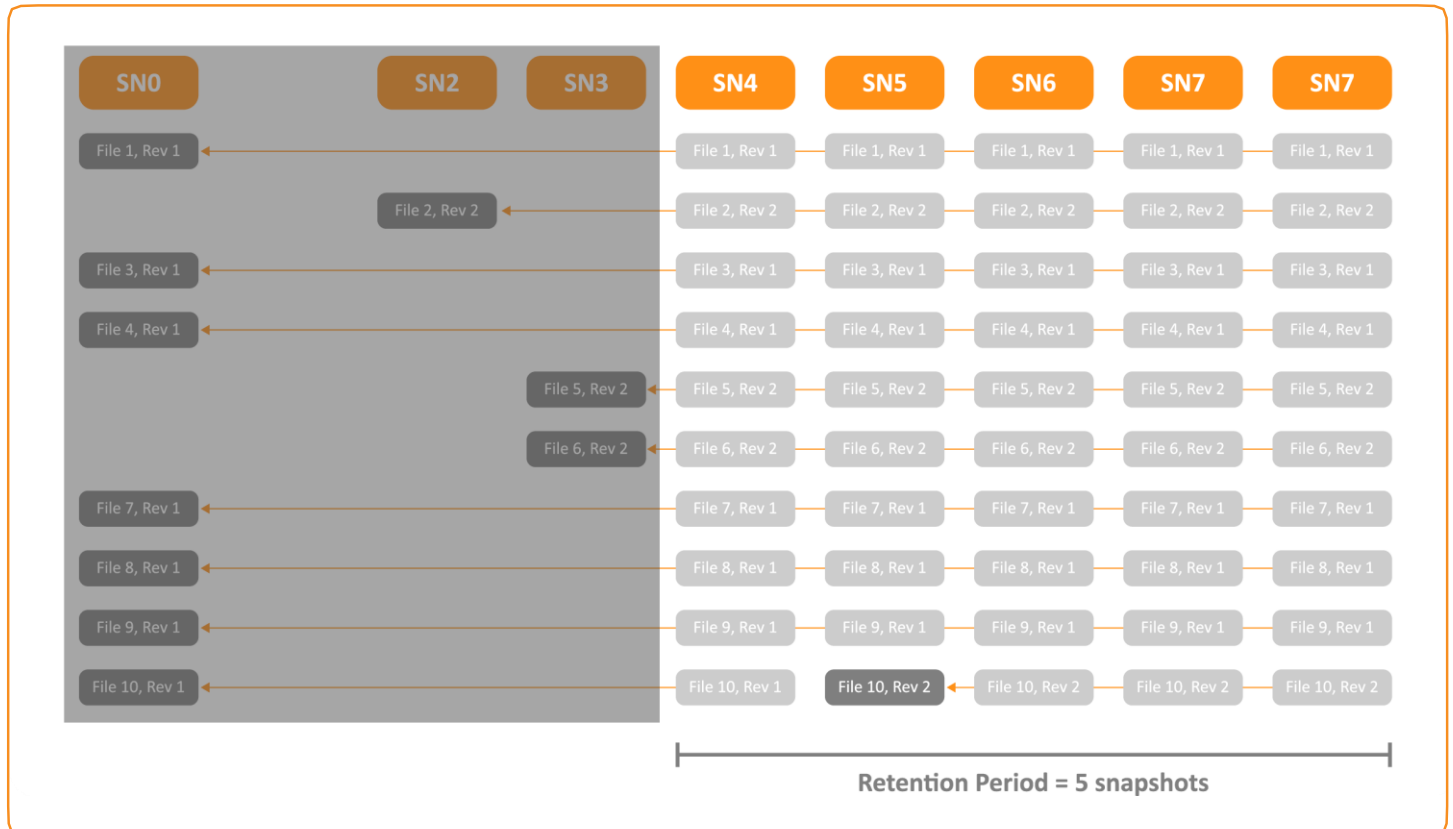 SN0 SN2 SN3 SN4 SN5 SN6 SN7 SN7
File 1, Rev 1 File 1, Rev 1 File 1, Rev 1 File 1, Rev 1 File 1, Rev 1 File 1, Rev 1
File 2, Rev 2 File 2, Rev 2 File 2, Rev 2 File 2, Rev 2 File 2, Rev 2 File 2, Rev 2
File 3, Rev 1 File 3, Rev 1 File 3, Rev 1 File 3, Rev 1 File 3, Rev 1 File 3, Rev 1
File 4, Rev 1 File 4, Rev 1 File 4, Rev 1 File 4, Rev 1 File 4, Rev 1 File 4, Rev 1
File 5, Rev 2 File 5, Rev 2 File 5, Rev 2 File 5, Rev 2 File 5, Rev 2 File 5, Rev 2
File 6, Rev 2 File 6, Rev 2 File 6, Rev 2 File 6, Rev 2 File 6, Rev 2 File 6, Rev 2
File 7, Rev 1 File 7, Rev 1 File 7, Rev 1 File 7, Rev 1 File 7, Rev 1 File 7, Rev 1
File 8, Rev 1 File 8, Rev 1 File 8, Rev 1 File 8, Rev 1 File 8, Rev 1 File 8, Rev 1
File 9, Rev 1 File 9, Rev 1 File 9, Rev 1 File 9, Rev 1 File 9, Rev 1 File 9, Rev 1
File 10, Rev 1 File 10, Rev 1 File 10, Rev 2 File 10, Rev 2 File 10, Rev 2 File 10, Rev 2
Retention Period = 5 snapshots